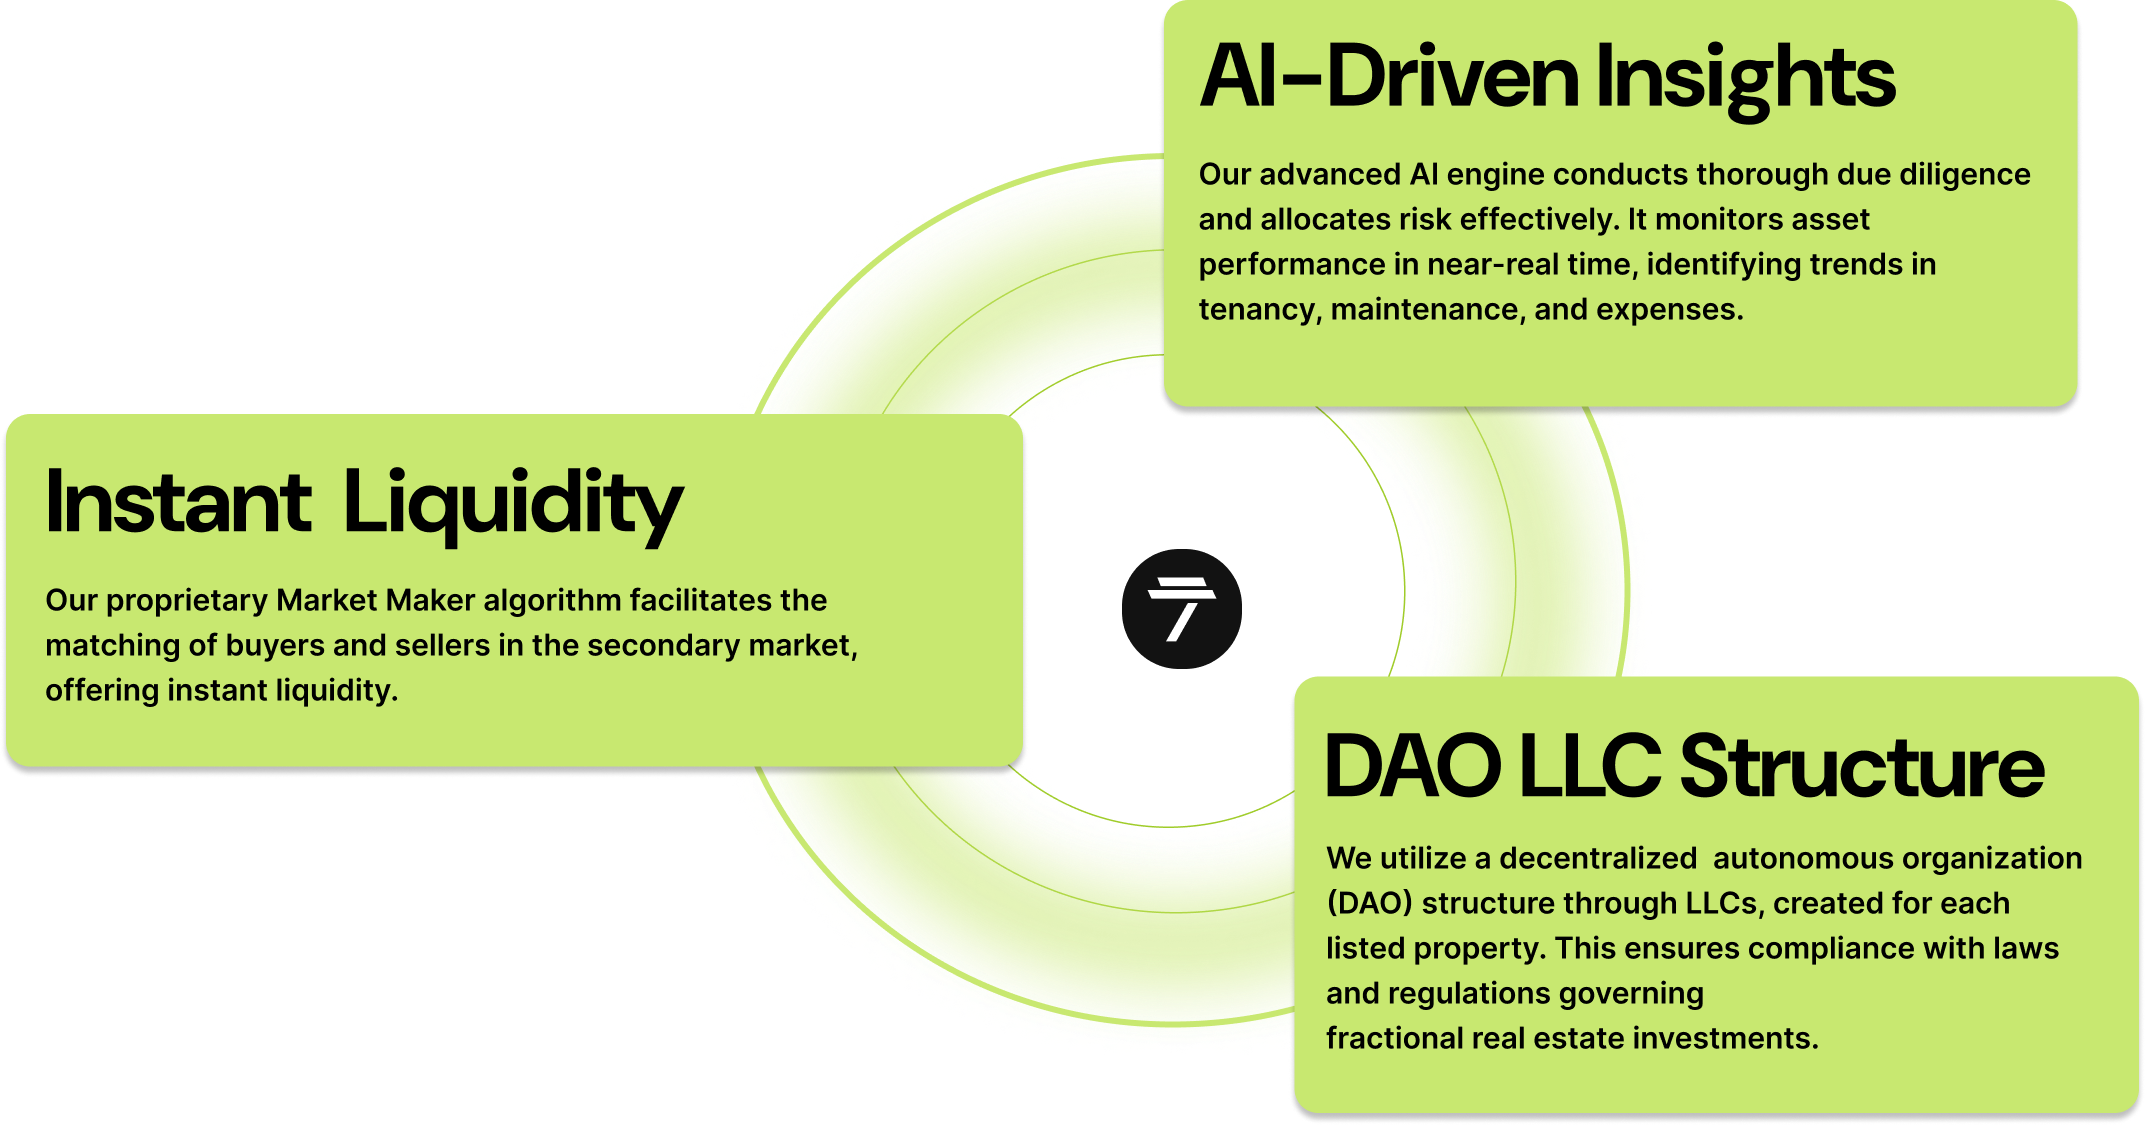 AI-Driven Insights
Our advanced AI engine conducts thorough due diligence
and allocates risk effectively. It monitors asset
performance in near-real time, identifying trends in
tenancy, maintenance, and expenses.
Instant  Liquidity
Our proprietary Market Maker algorithm facilitates the
matching of buyers and sellers in the secondary market,
offering instant liquidity.
DAO LLC Structure
We utilize a decentralized  autonomous organization
(DAO) structure through LLCs, created for each
listed property. This ensures compliance with laws
and regulations governing
fractional real estate investments.